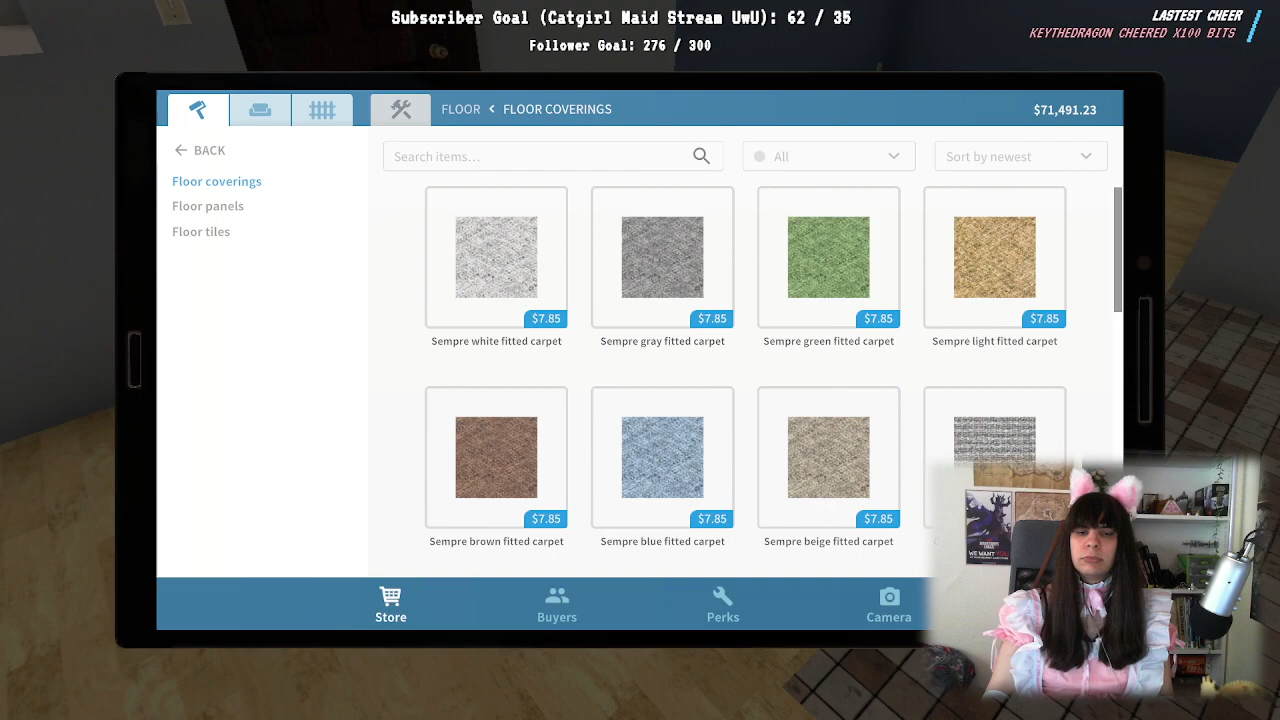 Subscriber Goal (Catgirl Maid Stream UwU): 62 / 35
Follower Goal: 276 / 300
LASTEST CHEER
KEYTHEDRAGON CHEERED X100 BITS
FLOOR < FLOOR COVERINGS
$71,491.23
BACK
Floor coverings
Floor panels
Floor tiles
Search items...
All
Sort by newest
$7.85
$7.85
$7.85
$7.85
Sempre white fitted carpet
Sempre gray fitted carpet
Sempre green fitted carpet
Sempre light fitted carpet
$7.85
$7.85
$7.85
Sempre brown fitted carpet
Sempre blue fitted carpet
Sempre beige fitted carpet
WE WANT YOU
Store
Buyers
Perks
Camera